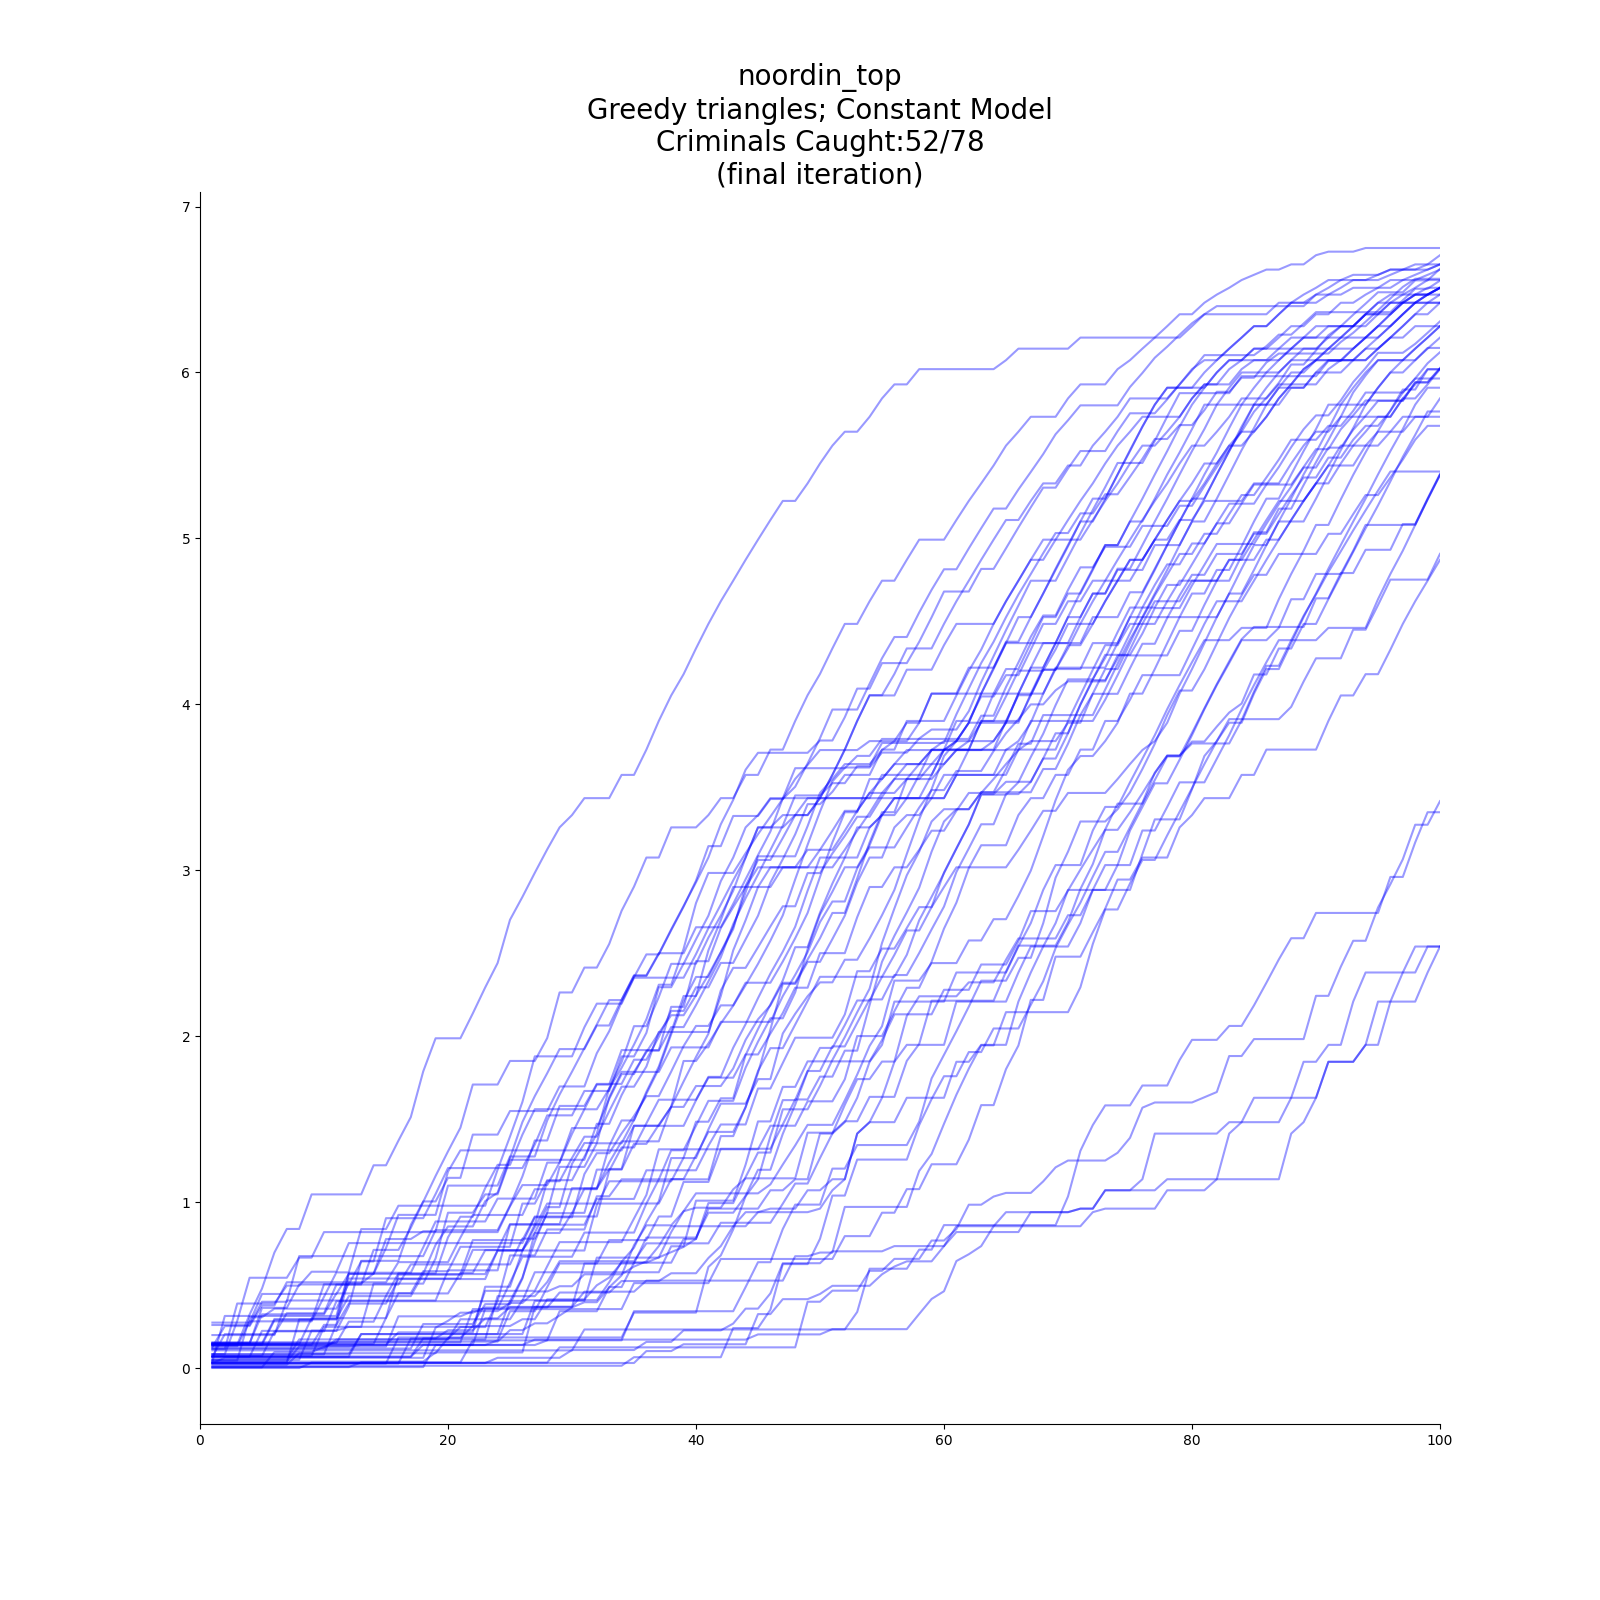 noordin_top
Greedy triangles; Constant Model
Criminals Caught:52/78
(final iteration)
7
6
5
4
3
2
1
0
0 20 40 60 80 100